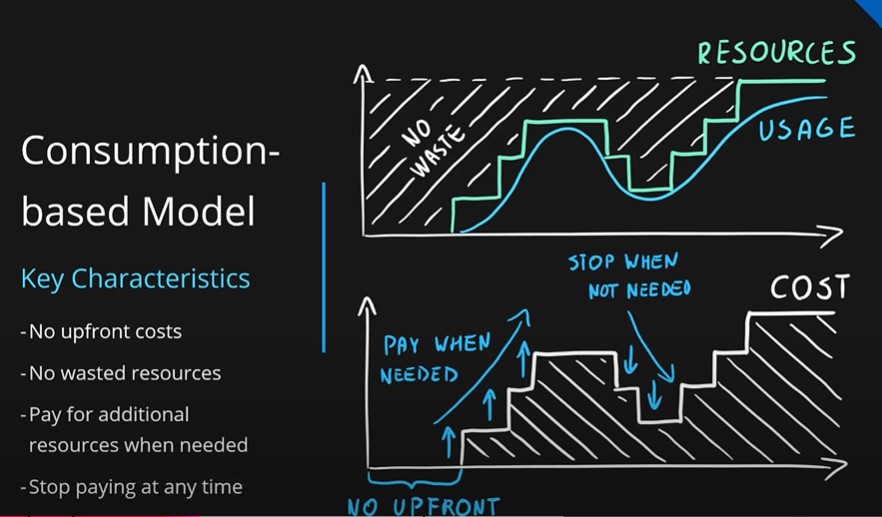 Consumption-
based Model
Key Characteristics
- No upfront costs
- No wasted resources
- Pay for additional
resources when needed
- Stop paying at any time
RESOURCES
NO
WASTE
USAGE
STOP WHEN
NOT NEEDED
COST
PAY WHEN
NEEDED
NO UPFRONT